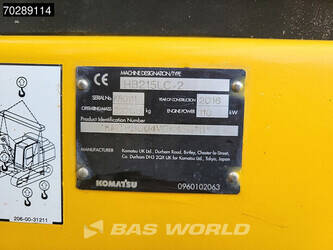 70289114
CE
MACHINE DESIGNATION/TYPE
HB215LC-2
SERIAL No.
YEAR OF CONSTRUCTION 2016
OPERATING MASS kg ENGINE POWER 110 kW
Product Identification Number
MANUFACTURER
Komatsu UK Ltd., Durham Road, Birtley, Chester-le-Street
Co. Durham DH3 2QX UK for Komatsu Ltd., Tokyo, Japan
KOMATSU
0960102063
206-00-31211
BAS WORLD